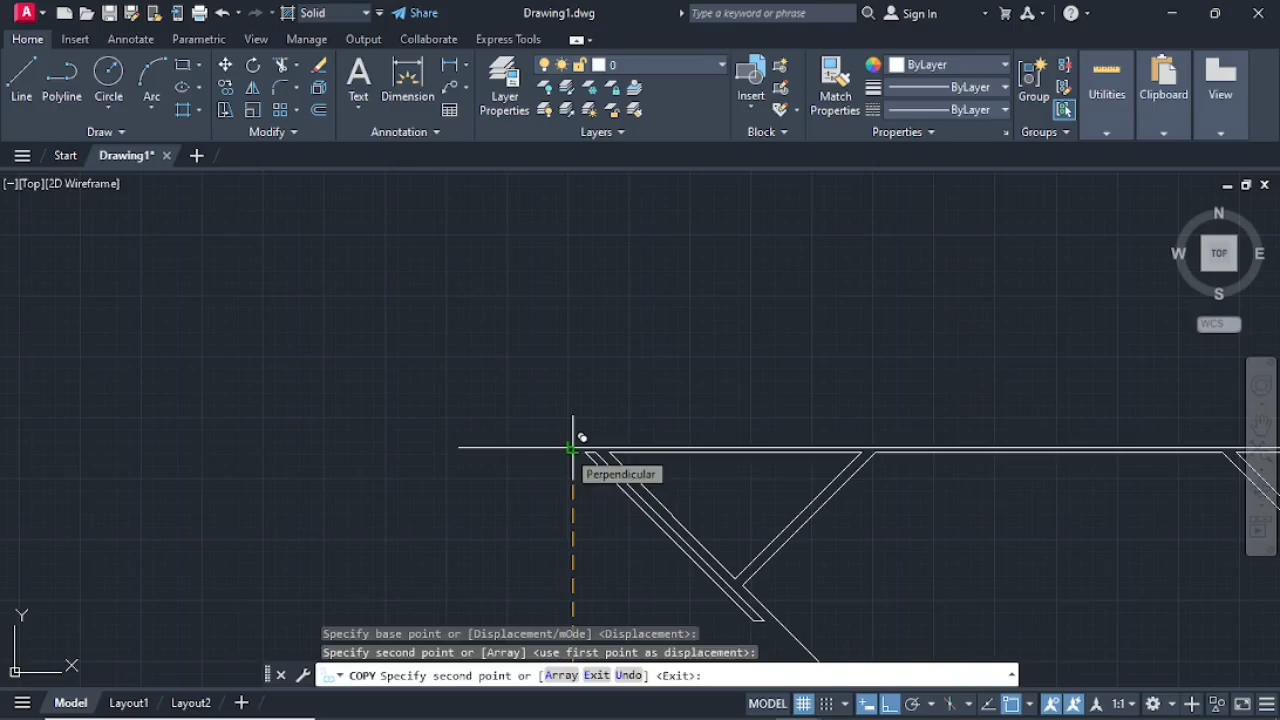 A Solid Share Drawing1.dwg Type a keyword or phrase Sign In ?
Home Insert Annotate Parametric View Manage Output Collaborate Express Tools
Line Polyline Circle Arc Text Dimension Layer Properties 0 Insert Match Properties ByLayer ByLayer ByLayer Group Utilities Clipboard View
Draw Modify Annotation Layers Block Properties Groups
Start Drawing1* +
[−][Top][2D Wireframe]
N
W TOP E
S
WCS
Perpendicular
Y
X
Specify base point or [Displacement/mOde] <Displacement>:
Specify second point or [Array] <use first point as displacement>:
COPY Specify second point or [Array Exit Undo] <Exit>:
Model Layout1 Layout2 + MODEL 1:1